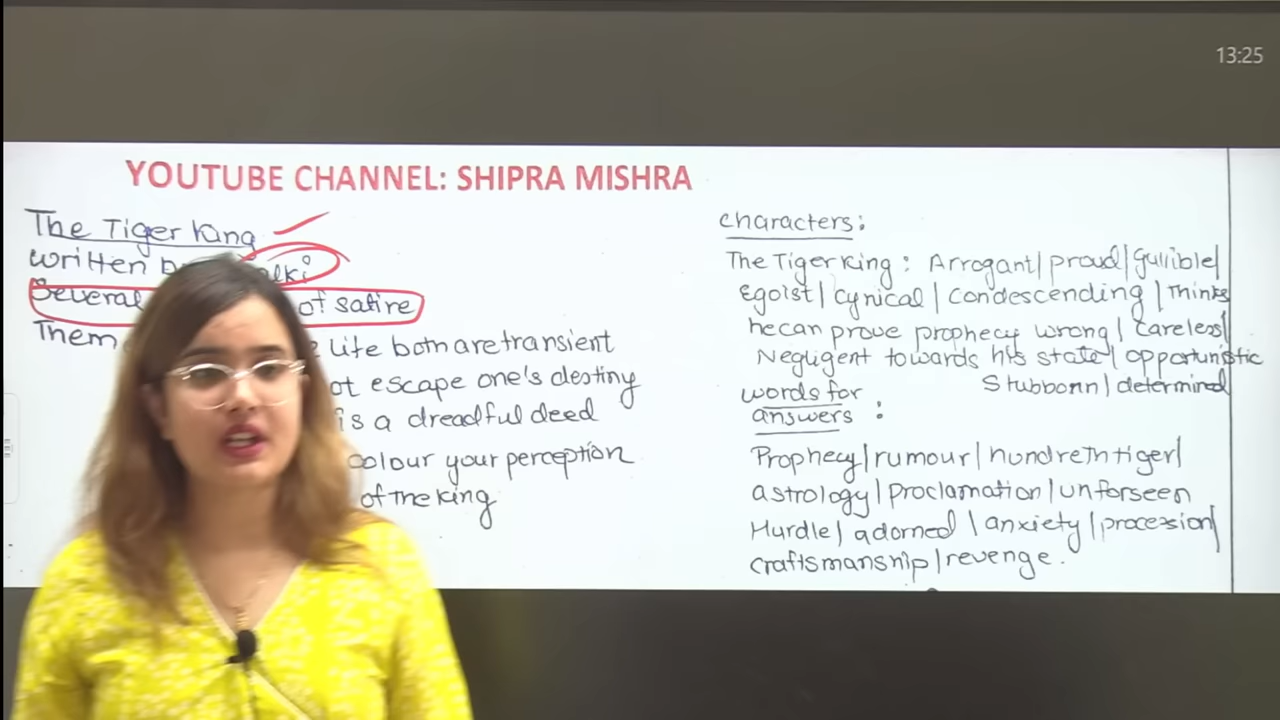 13:25
YOUTUBE CHANNEL: SHIPRA MISHRA
The Tiger King
written
Several of satire
life both are transient
escape one's destiny
is a dreadful deed
colour your perception
of the king
characters:
The Tiger King: Arrogant/proud/gullible/
egoist/cynical/condescending/Thinks
he can prove prophecy wrong/careless/
Negligent towards his state/opportunistic
Stubborn/determined
words for
answers:
Prophecy/rumour/hundreth tiger/
astrology/proclamation/unforseen
Hurdle/adorned/anxiety/procession/
craftsmanship/revenge.